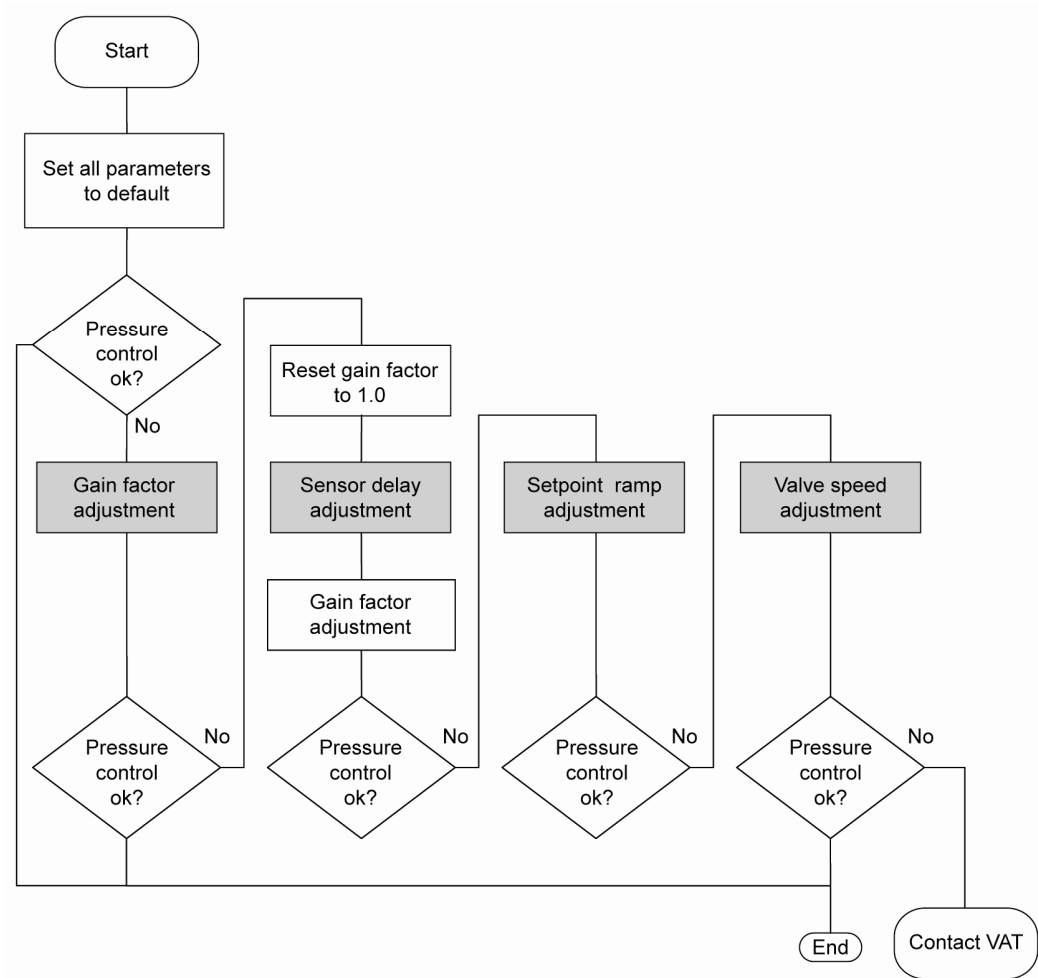 Start
Set all parameters
to default
Pressure
control
ok?
No
Gain factor
adjustment
Pressure
control
ok?
No
Reset gain factor
to 1.0
Sensor delay
adjustment
Gain factor
adjustment
Pressure
control
ok?
No
Setpoint ramp
adjustment
Pressure
control
ok?
No
Valve speed
adjustment
Pressure
control
ok?
No
End
Contact VAT